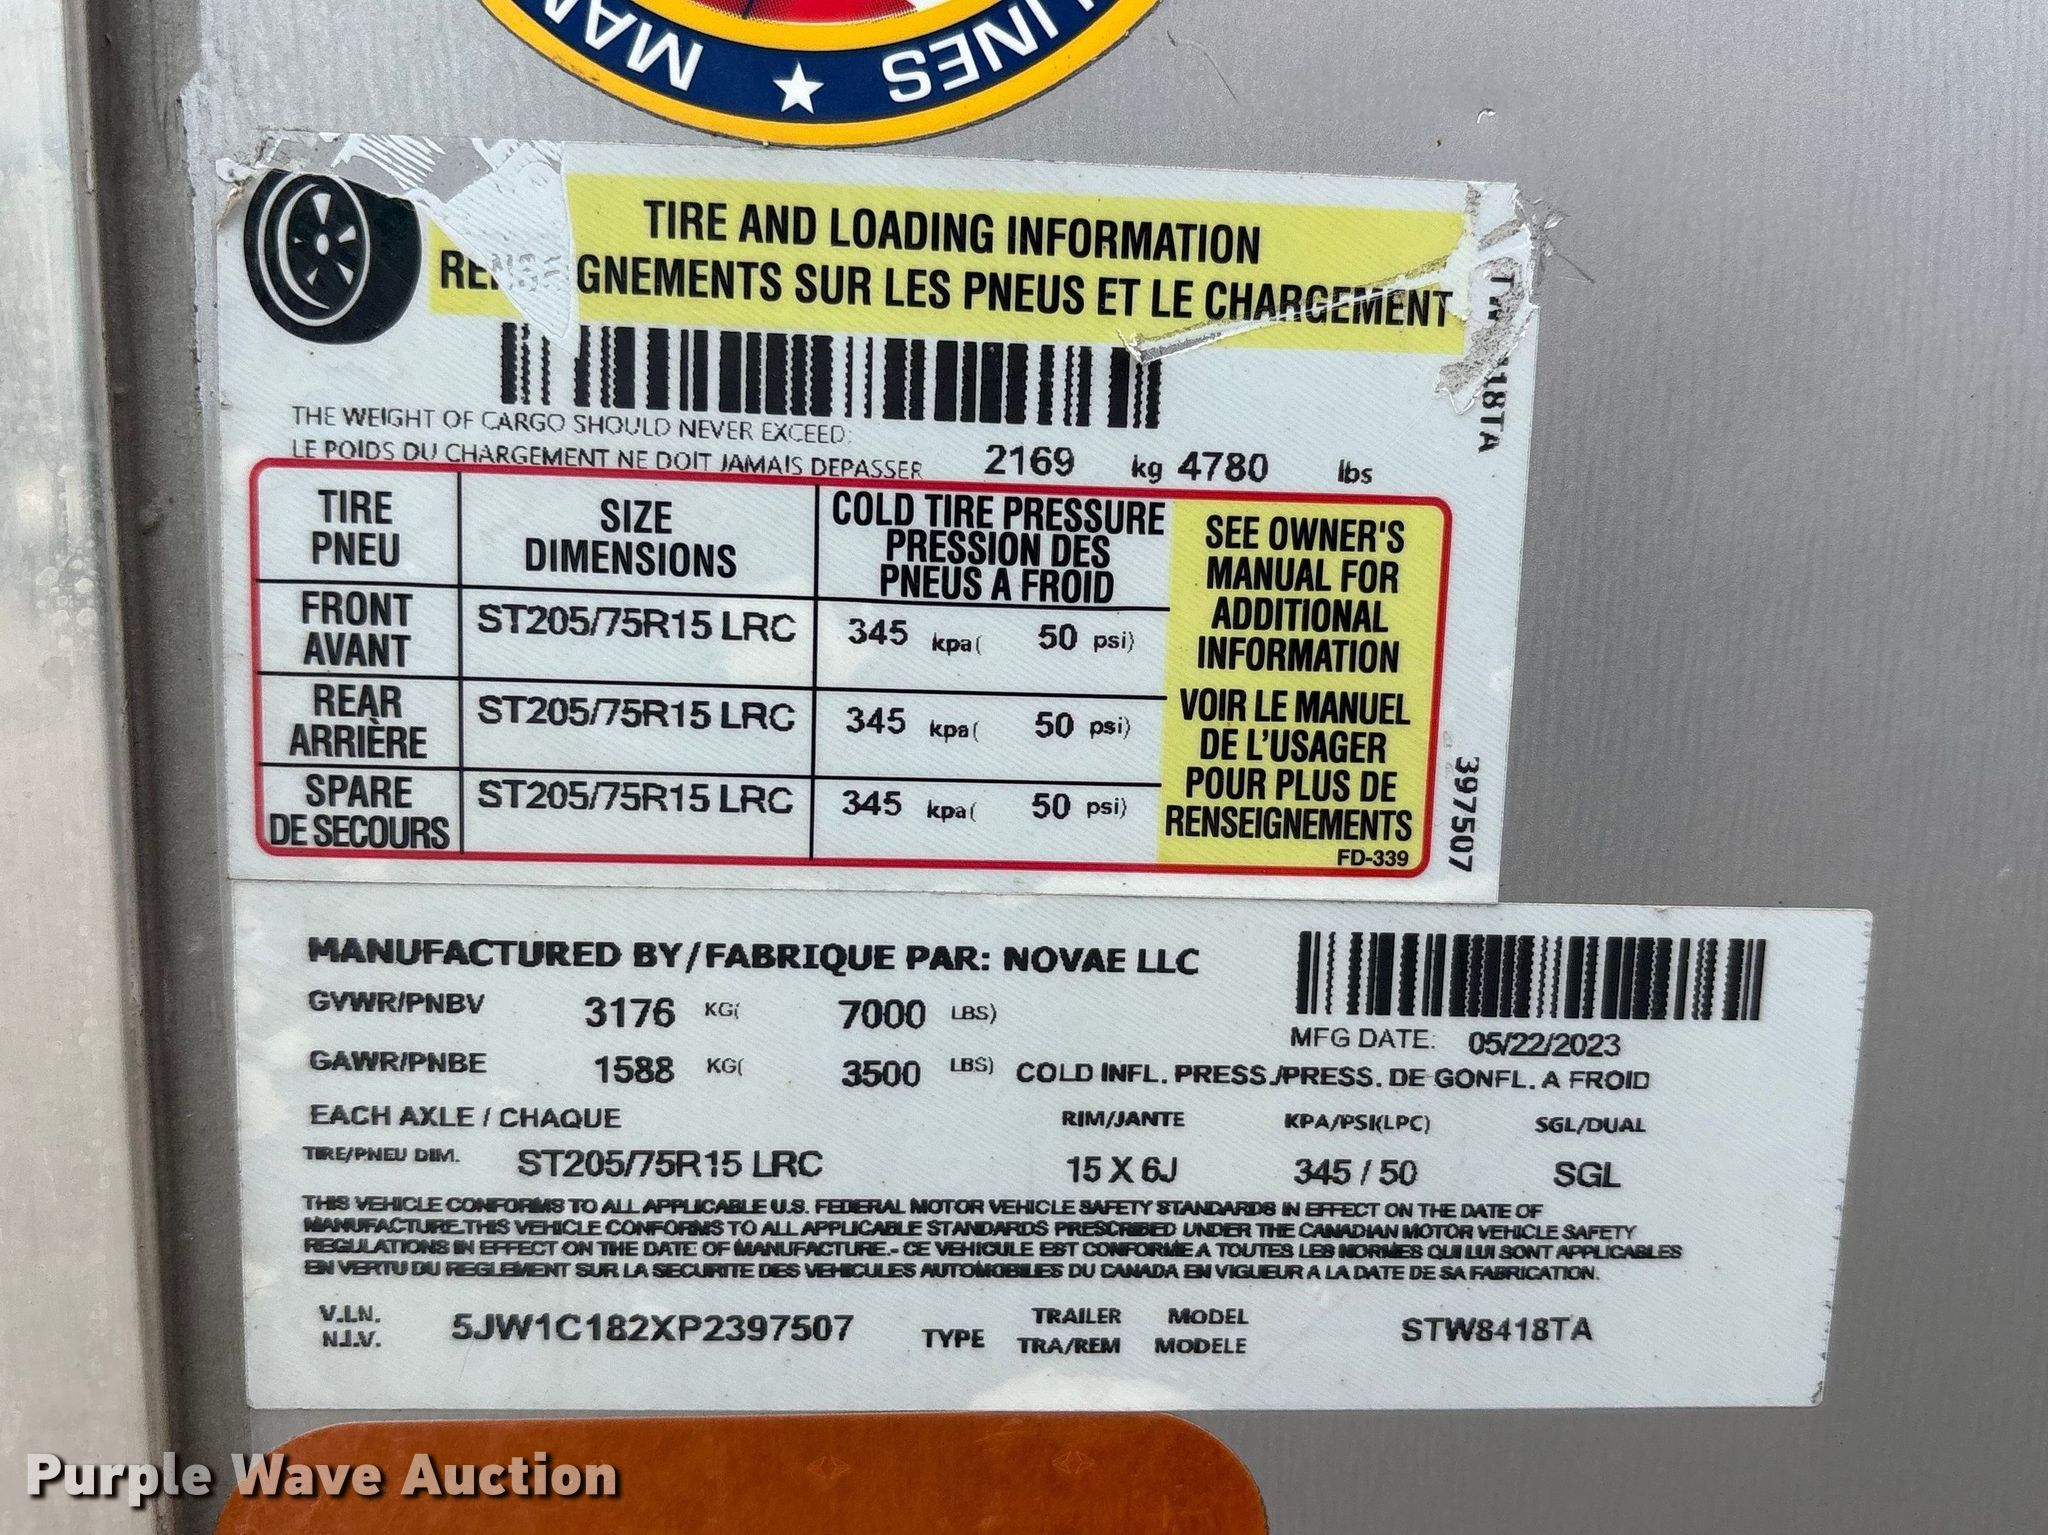 MAN ★ LINES
TIRE AND LOADING INFORMATION
GNEMENTS SUR LES PNEUS ET LE CHARGEMENT
18TA
THE WEIGHT OF CARGO SHOULD NEVER EXCEED:
LE POIDS DU CHARGEMENT NE DOIT JAMAIS DEPASSER 2169 kg 4780 lbs
TIRE SIZE COLD TIRE PRESSURE
PNEU DIMENSIONS PRESSION DES
PNEUS A FROID
FRONT ST205/75R15 LRC 345 kpa( 50 psi)
AVANT
REAR ST205/75R15 LRC 345 kpa( 50 psi)
ARRIÈRE
SPARE ST205/75R15 LRC 345 kpa( 50 psi)
DE SECOURS
SEE OWNER'S
MANUAL FOR
ADDITIONAL
INFORMATION
VOIR LE MANUEL
DE L'USAGER
POUR PLUS DE
RENSEIGNEMENTS
FD-339
397507
MANUFACTURED BY/FABRIQUE PAR: NOVAE LLC
GVWR/PNBV 3176 KG( 7000 LBS)
MFG DATE: 05/22/2023
GAWR/PNBE 1588 KG( 3500 LBS) COLD INFL. PRESS./PRESS. DE GONFL. A FROID
EACH AXLE / CHAQUE RIM/JANTE KPA/PSI(LPC) SGL/DUAL
TIRE/PNEU DIM. ST205/75R15 LRC 15 X 6J 345 / 50 SGL
THIS VEHICLE CONFORMS TO ALL APPLICABLE U.S. FEDERAL MOTOR VEHICLE SAFETY STANDARDS IN EFFECT ON THE DATE OF
MANUFACTURE.THIS VEHICLE CONFORMS TO ALL APPLICABLE STANDARDS PRESCRIBED UNDER THE CANADIAN MOTOR VEHICLE SAFETY
REGULATIONS IN EFFECT ON THE DATE OF MANUFACTURE.- CE VEHICULE EST CONFORME A TOUTES LES NORMES QUI LUI SONT APPLICABLES
EN VERTU DU REGLEMENT SUR LA SECURITE DES VEHICULES AUTOMOBILES DU CANADA EN VIGUEUR A LA DATE DE SA FABRICATION.
V.I.N. 5JW1C182XP2397507 TYPE TRAILER MODEL STW8418TA
N.I.V. TRA/REM MODELE
Purple Wave Auction